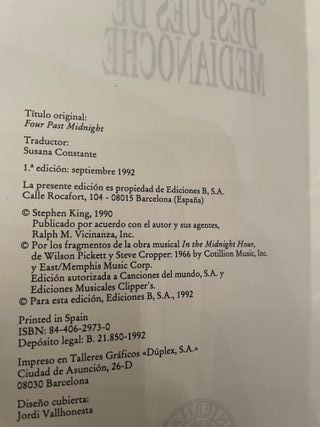 DESPUÉS DE
MEDIANOCHE
Título original:
Four Past Midnight
Traductor:
Susana Constante
1.ª edición: septiembre 1992
La presente edición es propiedad de Ediciones B, S.A.
Calle Rocafort, 104 - 08015 Barcelona (España)
© Stephen King, 1990
Publicado por acuerdo con el autor y sus agentes,
Ralph M. Vicinanza, Inc.
© Por los fragmentos de la obra musical In the Midnight Hour,
de Wilson Pickett y Steve Cropper: 1966 by Cotillion Music, Inc.
y East/Memphis Music Corp.
Edición autorizada a Canciones del mundo, S.A. y
Ediciones Musicales Clipper's.
© Para esta edición, Ediciones B, S.A., 1992
Printed in Spain
ISBN: 84-406-2973-0
Depósito legal: B. 21.850-1992
Impreso en Talleres Gráficos «Dúplex, S.A.»
Ciudad de Asunción, 26-D
08030 Barcelona
Diseño cubierta:
Jordi Vallhonesta